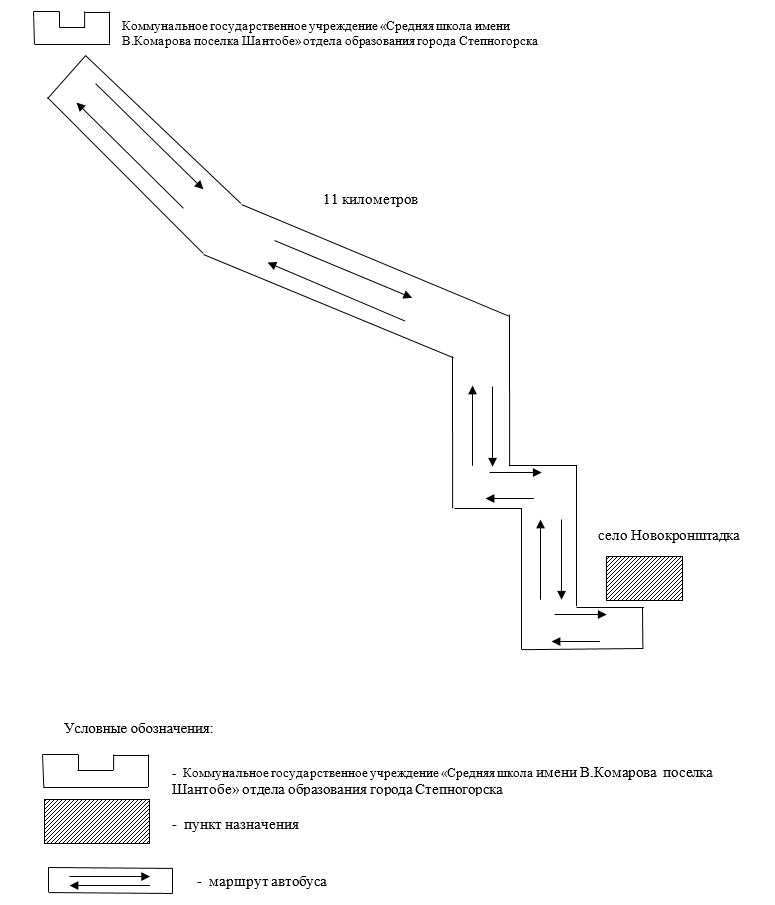 Коммунальное государственное учреждение «Средняя школа имени
В.Комарова поселка Шантобе» отдела образования города Степногорска
11 километров
село Новокронштадка
Условные обозначения:
- Коммунальное государственное учреждение «Средняя школа имени В.Комарова поселка
Шантобе» отдела образования города Степногорска
- пункт назначения
- маршрут автобуса